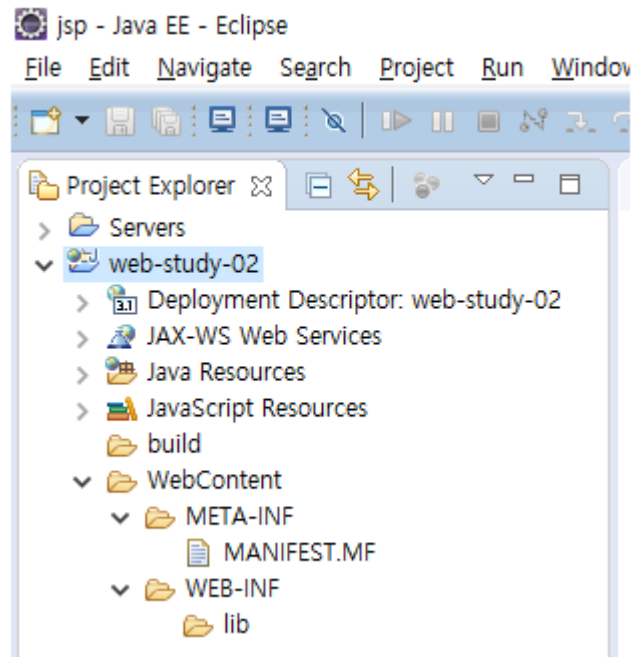 jsp - Java EE - Eclipse
File Edit Navigate Search Project Run Window
Project Explorer
Servers
web-study-02
3.1 Deployment Descriptor: web-study-02
JAX-WS Web Services
Java Resources
JavaScript Resources
build
WebContent
META-INF
MANIFEST.MF
WEB-INF
lib